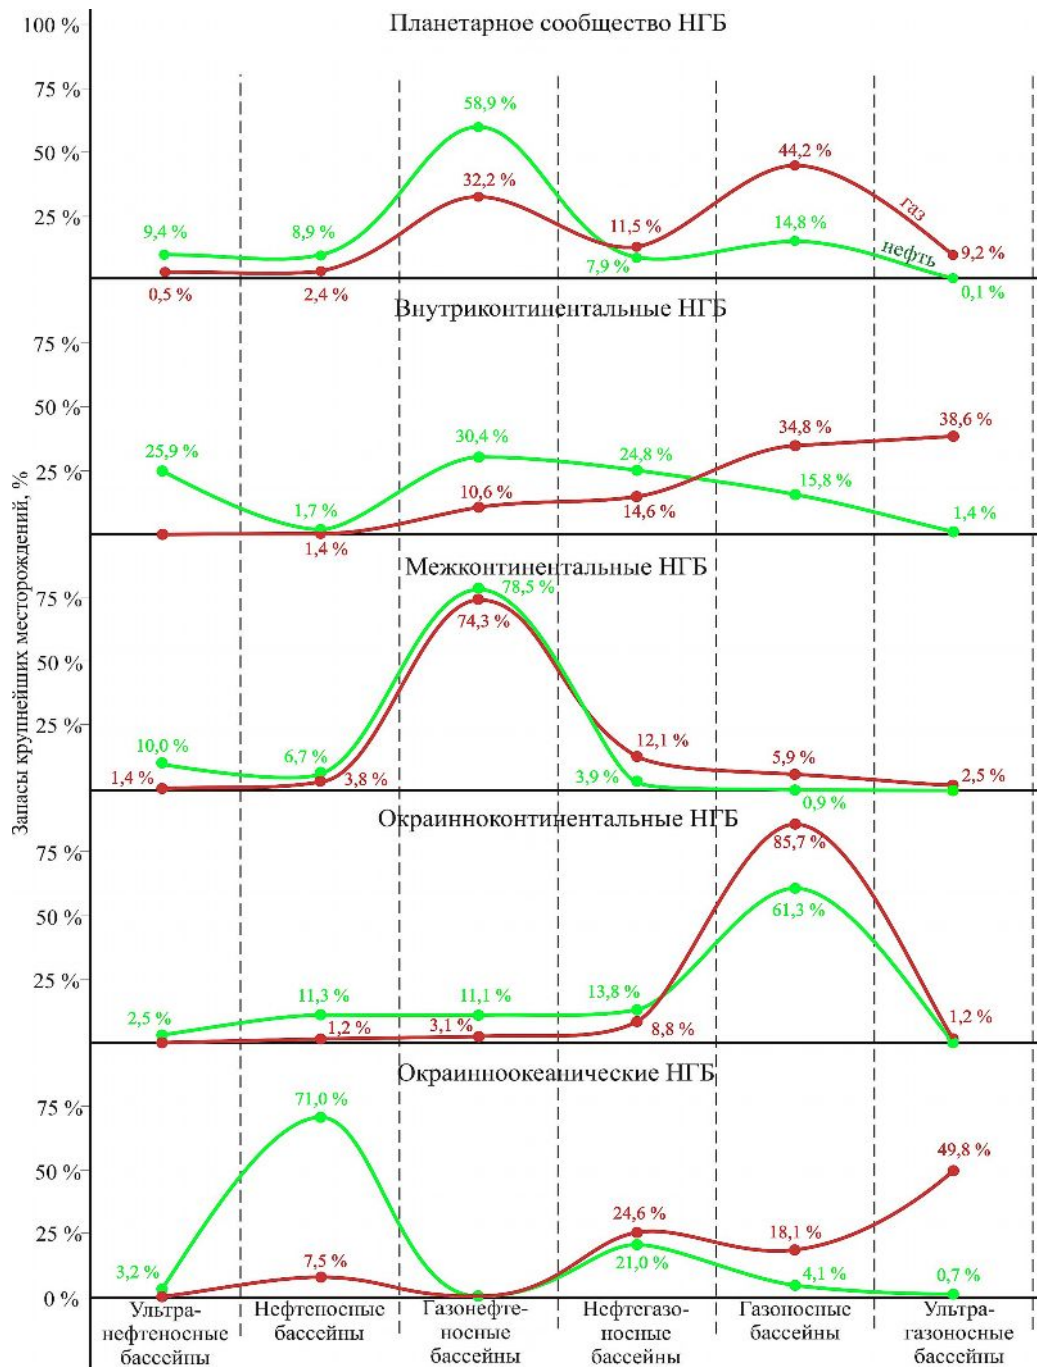 100 %
Планетарное сообщество НГБ
75 %
58,9 %
50 %
44,2 %
32,2 %
газ
25 %
9,4 %
8,9 %
11,5 %
14,8 %
нефть
7,9 %
9,2 %
0,5 %
2,4 %
0,1 %
Внутриконтинентальные НГБ
75 %
50 %
25,9 %
30,4 %
24,8 %
34,8 %
38,6 %
25 %
1,7 %
10,6 %
14,6 %
15,8 %
1,4 %
1,4 %
Межконтинентальные НГБ
75 %
78,5 %
74,3 %
50 %
25 %
10,0 %
6,7 %
12,1 %
5,9 %
1,4 %
3,8 %
3,9 %
2,5 %
0,9 %
Запасы крупнейших месторождений, %
Окраинноконтинентальные НГБ
75 %
85,7 %
50 %
61,3 %
25 %
2,5 %
11,3 %
11,1 %
13,8 %
1,2 %
3,1 %
8,8 %
1,2 %
Окраинноокеанические НГБ
75 %
71,0 %
50 %
49,8 %
25 %
24,6 %
18,1 %
3,2 %
7,5 %
21,0 %
4,1 %
0,7 %
0 %
Ультра-
нефтеносные
бассейны
Нефтепоспые
бассейпы
Газонефте-
носные
бассейны
Нефтегазо-
посные
бассейны
Газопосные
бассейны
Ультра-
газоносные
бассейны